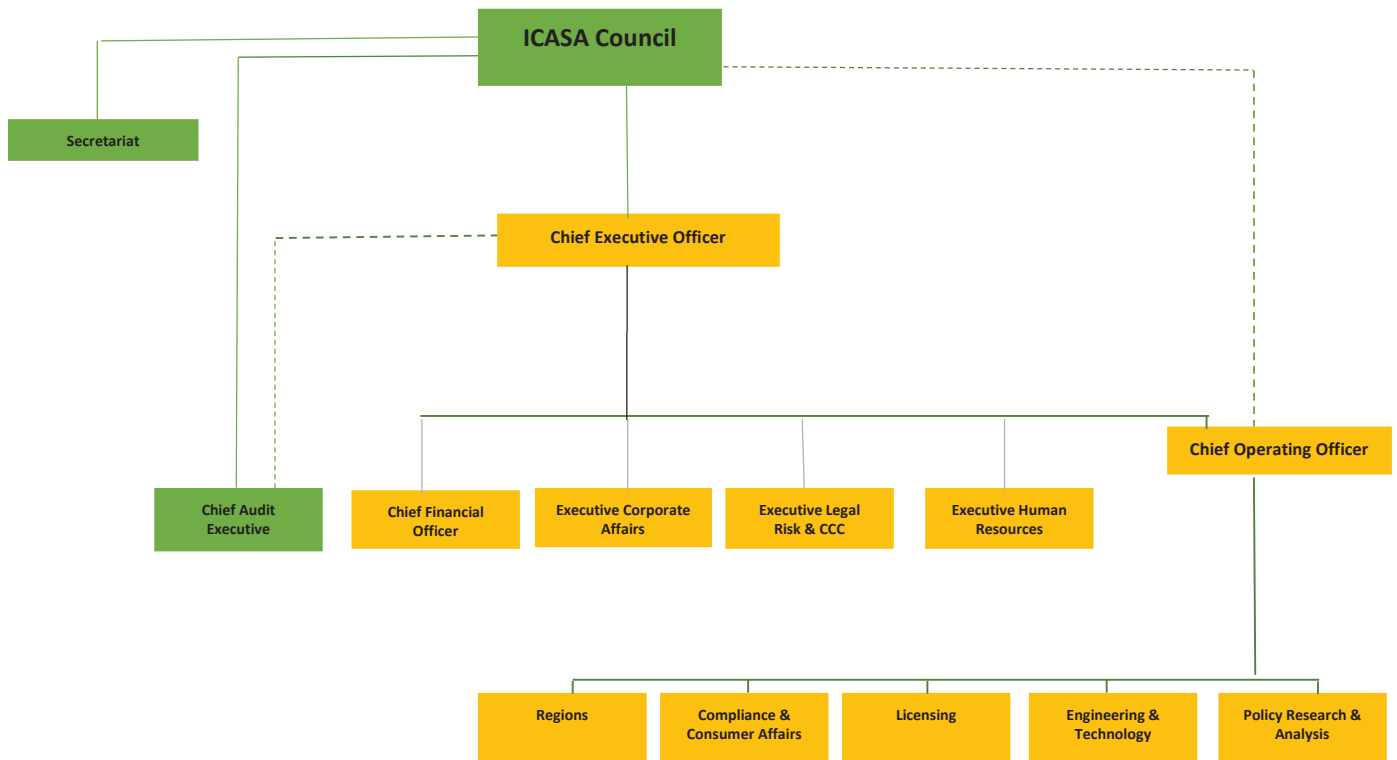 ICASA Council
Secretariat
Chief Executive Officer
Chief Operating Officer
Chief Audit
Executive
Chief Financial
Officer
Executive Corporate
Affairs
Executive Legal
Risk & CCC
Executive Human
Resources
Regions
Compliance &
Consumer Affairs
Licensing
Engineering &
Technology
Policy Research &
Analysis